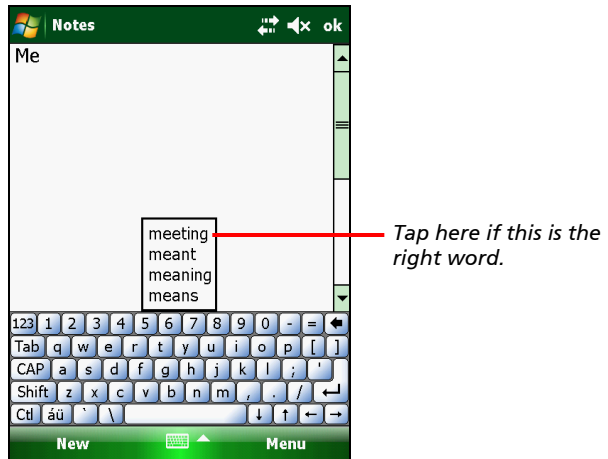 Notes ok
Me
meeting
meant
meaning
means
Tap here if this is the
right word.
123 1 2 3 4 5 6 7 8 9 0 - =
Tab q w e r t y u i o p [ ]
CAP a s d f g h j k l ; '
Shift z x c v b n m , . /
Ctl áü ` \
New Menu